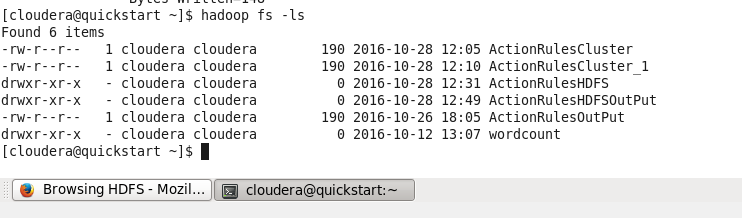 Bytes Written=148
[cloudera@quickstart ~]$ hadoop fs -ls
Found 6 items
-rw-r--r-- 1 cloudera cloudera 190 2016-10-28 12:05 ActionRulesCluster
-rw-r--r-- 1 cloudera cloudera 190 2016-10-28 12:10 ActionRulesCluster_1
drwxr-xr-x - cloudera cloudera 0 2016-10-28 12:31 ActionRulesHDFS
drwxr-xr-x - cloudera cloudera 0 2016-10-28 12:49 ActionRulesHDFSOutPut
-rw-r--r-- 1 cloudera cloudera 190 2016-10-26 18:05 ActionRulesOutPut
drwxr-xr-x - cloudera cloudera 0 2016-10-12 13:07 wordcount
[cloudera@quickstart ~]$
Browsing HDFS - Mozil... cloudera@quickstart:~